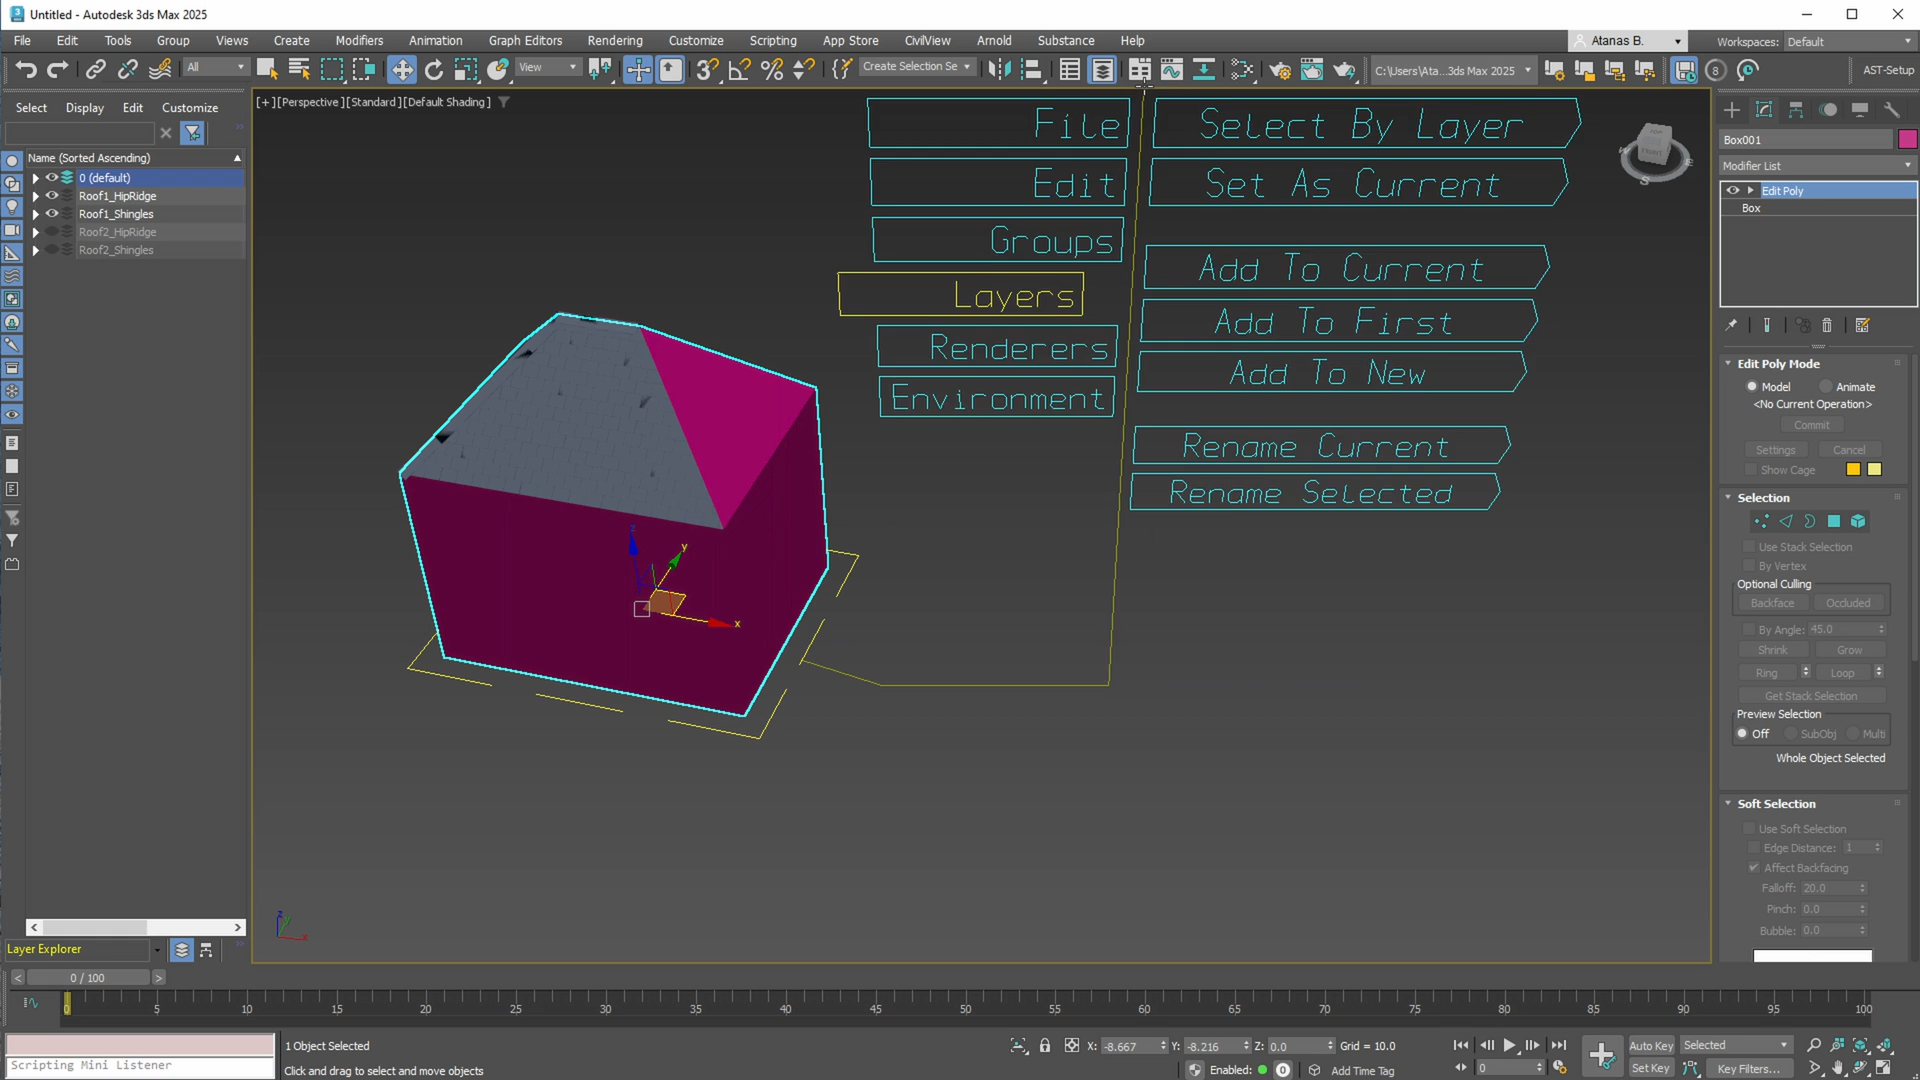 Untitled - Autodesk 3ds Max 2025
File Edit Tools Group Views Create Modifiers Animation Graph Editors Rendering Customize Scripting App Store CivilView Arnold Substance Help
Atanas B.
Workspaces: Default
All
View
Create Selection Se
C:\Users\Ata...3ds Max 2025
AST-Setup
Select Display Edit Customize
Name (Sorted Ascending)
0 (default)
Roof1_HipRidge
Roof1_Shingles
Roof2_HipRidge
Roof2_Shingles
Layer Explorer
[+][Perspective][Standard][Default Shading]
File
Edit
Groups
Layers
Renderers
Environment
Select By Layer
Set As Current
Add To Current
Add To First
Add To New
Rename Current
Rename Selected
z
y
x
Box001
Modifier List
Edit Poly
Box
Edit Poly Mode
Model Animate
<No Current Operation>
Commit
Settings Cancel
Show Cage
Selection
Use Stack Selection
By Vertex
Optional Culling
Backface Occluded
By Angle: 45.0
Shrink Grow
Ring Loop
Get Stack Selection
Preview Selection
Off SubObj Multi
Whole Object Selected
Soft Selection
Use Soft Selection
Edge Distance: 1
Affect Backfacing
Falloff: 20.0
Pinch: 0.0
Bubble: 0.0
< 0 / 100 >
0 5 10 15 20 25 30 35 40 45 50 55 60 65 70 75 80 85 90 95 100
Scripting Mini Listener
1 Object Selected
Click and drag to select and move objects
X: -8.667 Y: -8.216 Z: 0.0 Grid = 10.0
Enabled: 0 Add Time Tag
0
Auto Key Selected
Set Key Key Filters...